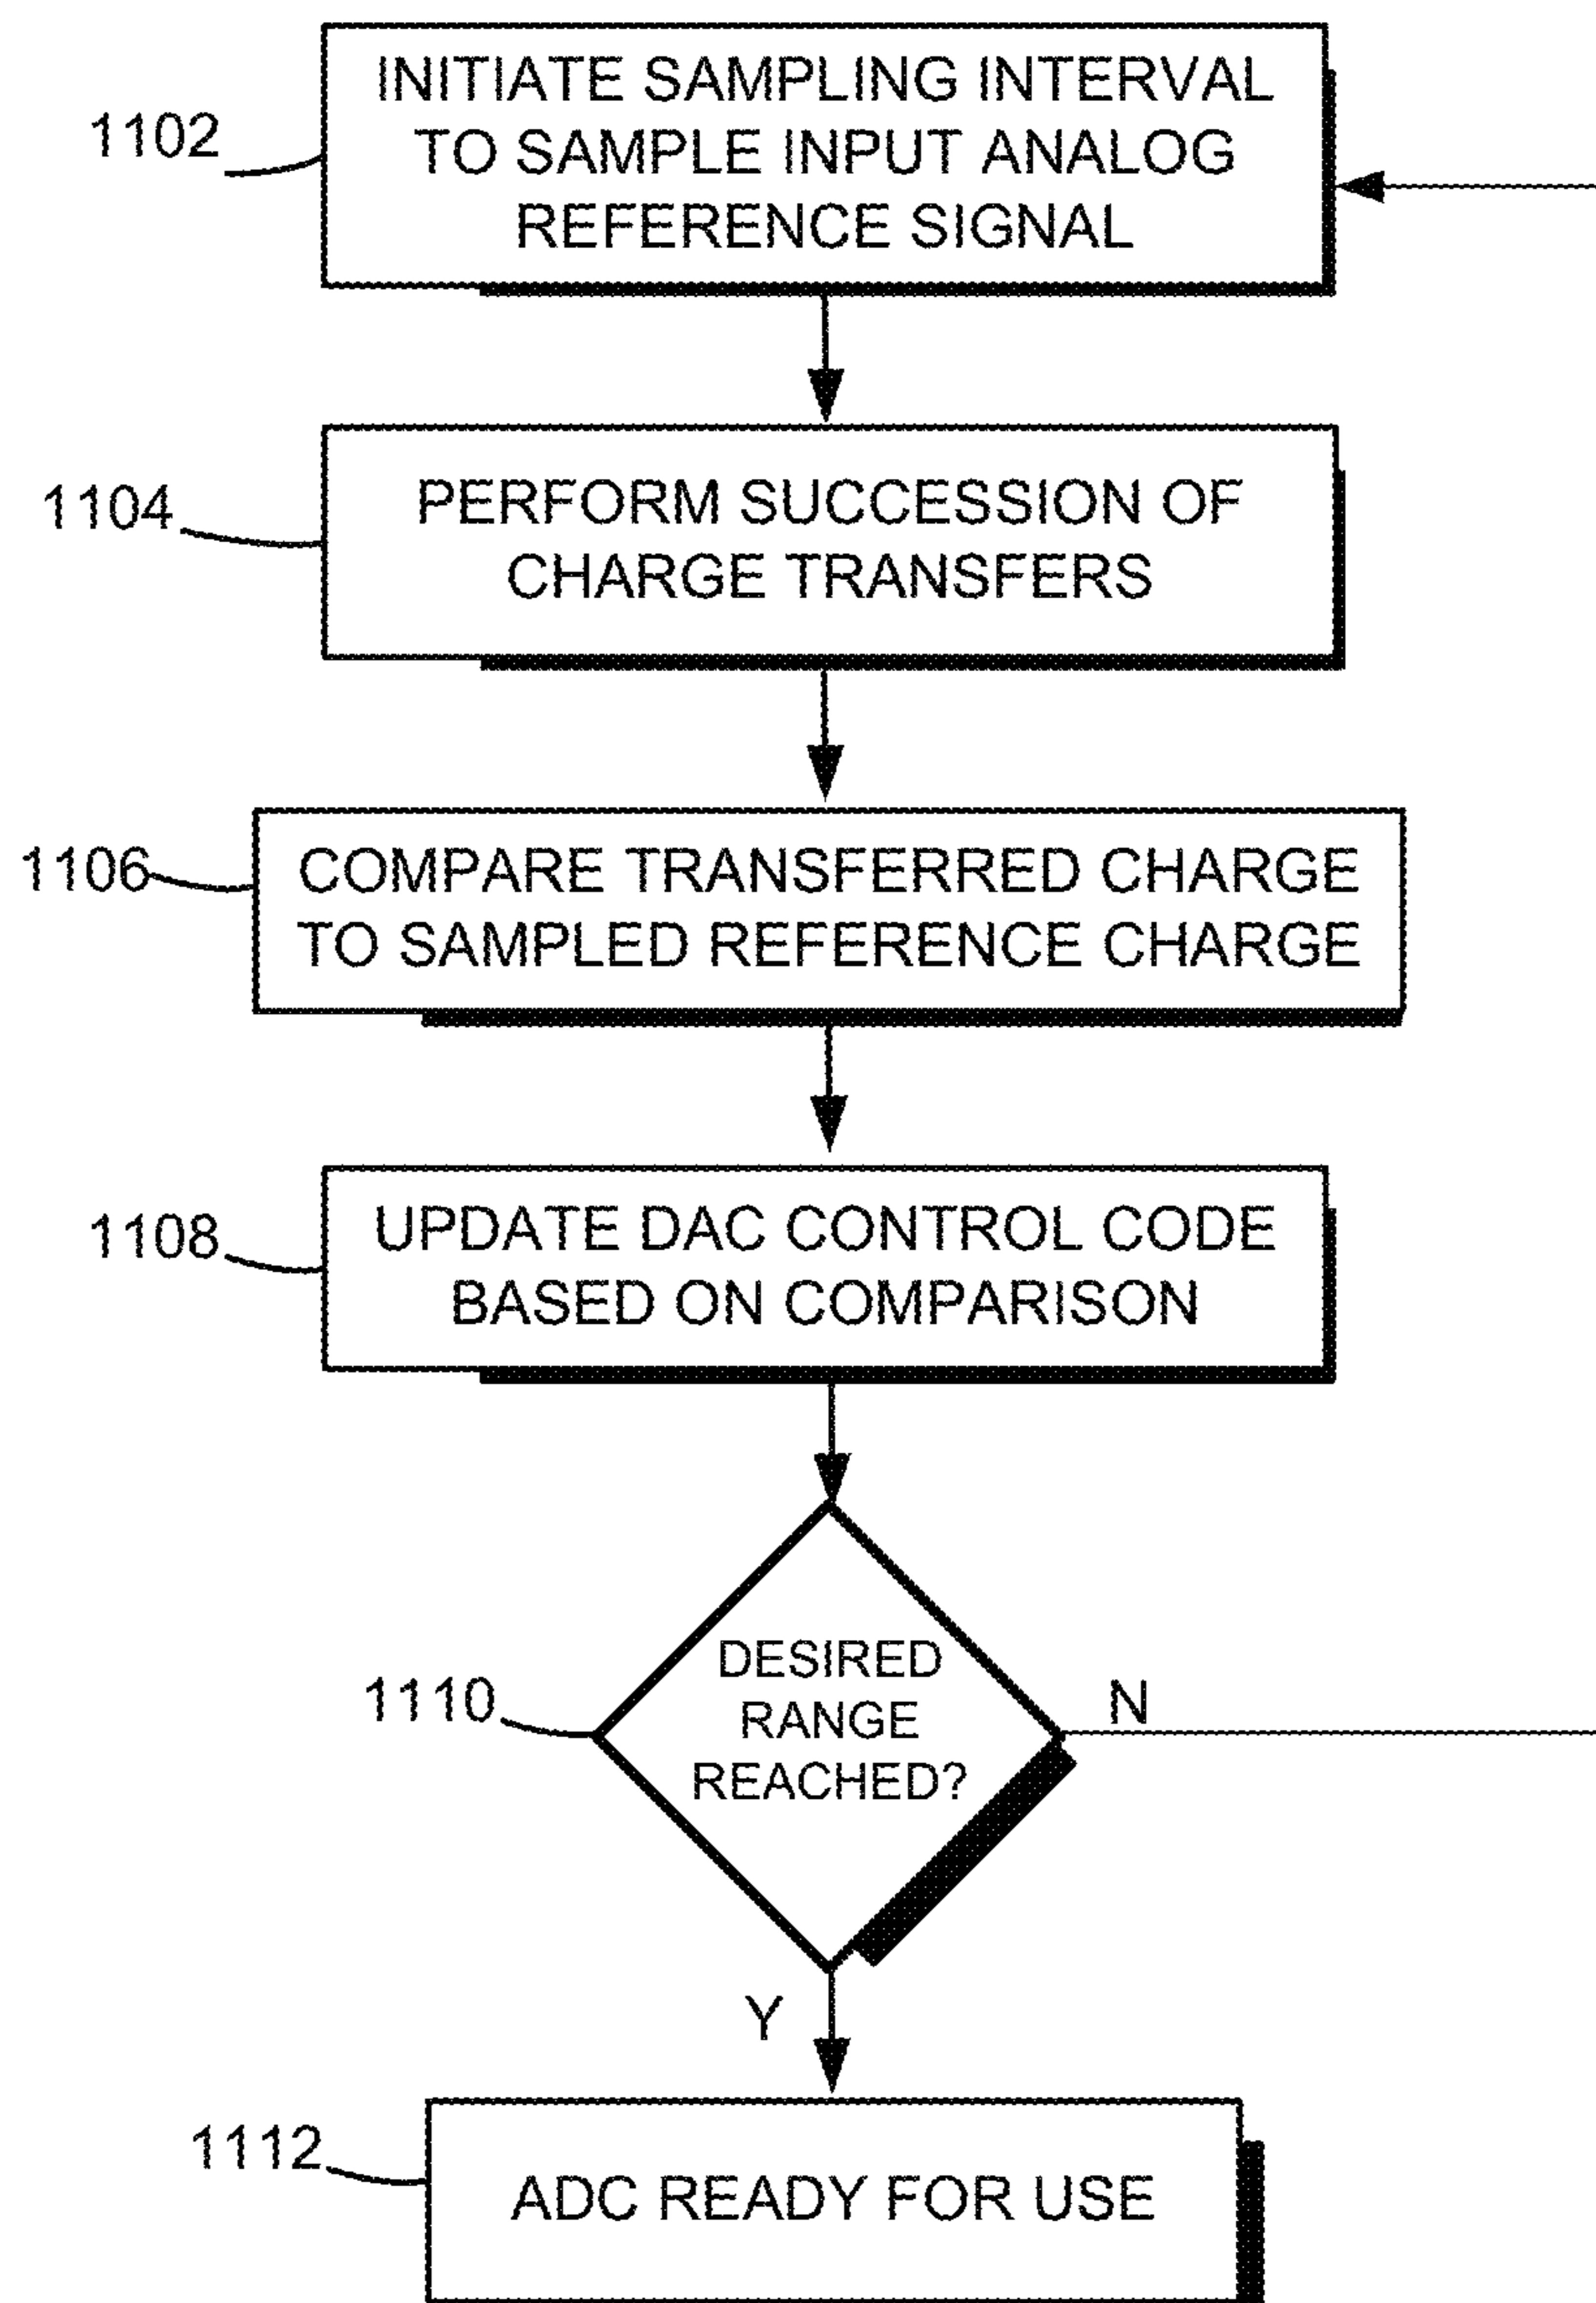 1102
INITIATE SAMPLING INTERVAL
TO SAMPLE INPUT ANALOG
REFERENCE SIGNAL
1104
PERFORM SUCCESSION OF
CHARGE TRANSFERS
1106
COMPARE TRANSFERRED CHARGE
TO SAMPLED REFERENCE CHARGE
1108
UPDATE DAC CONTROL CODE
BASED ON COMPARISON
1110
DESIRED
RANGE
REACHED?
N
Y
1112
ADC READY FOR USE